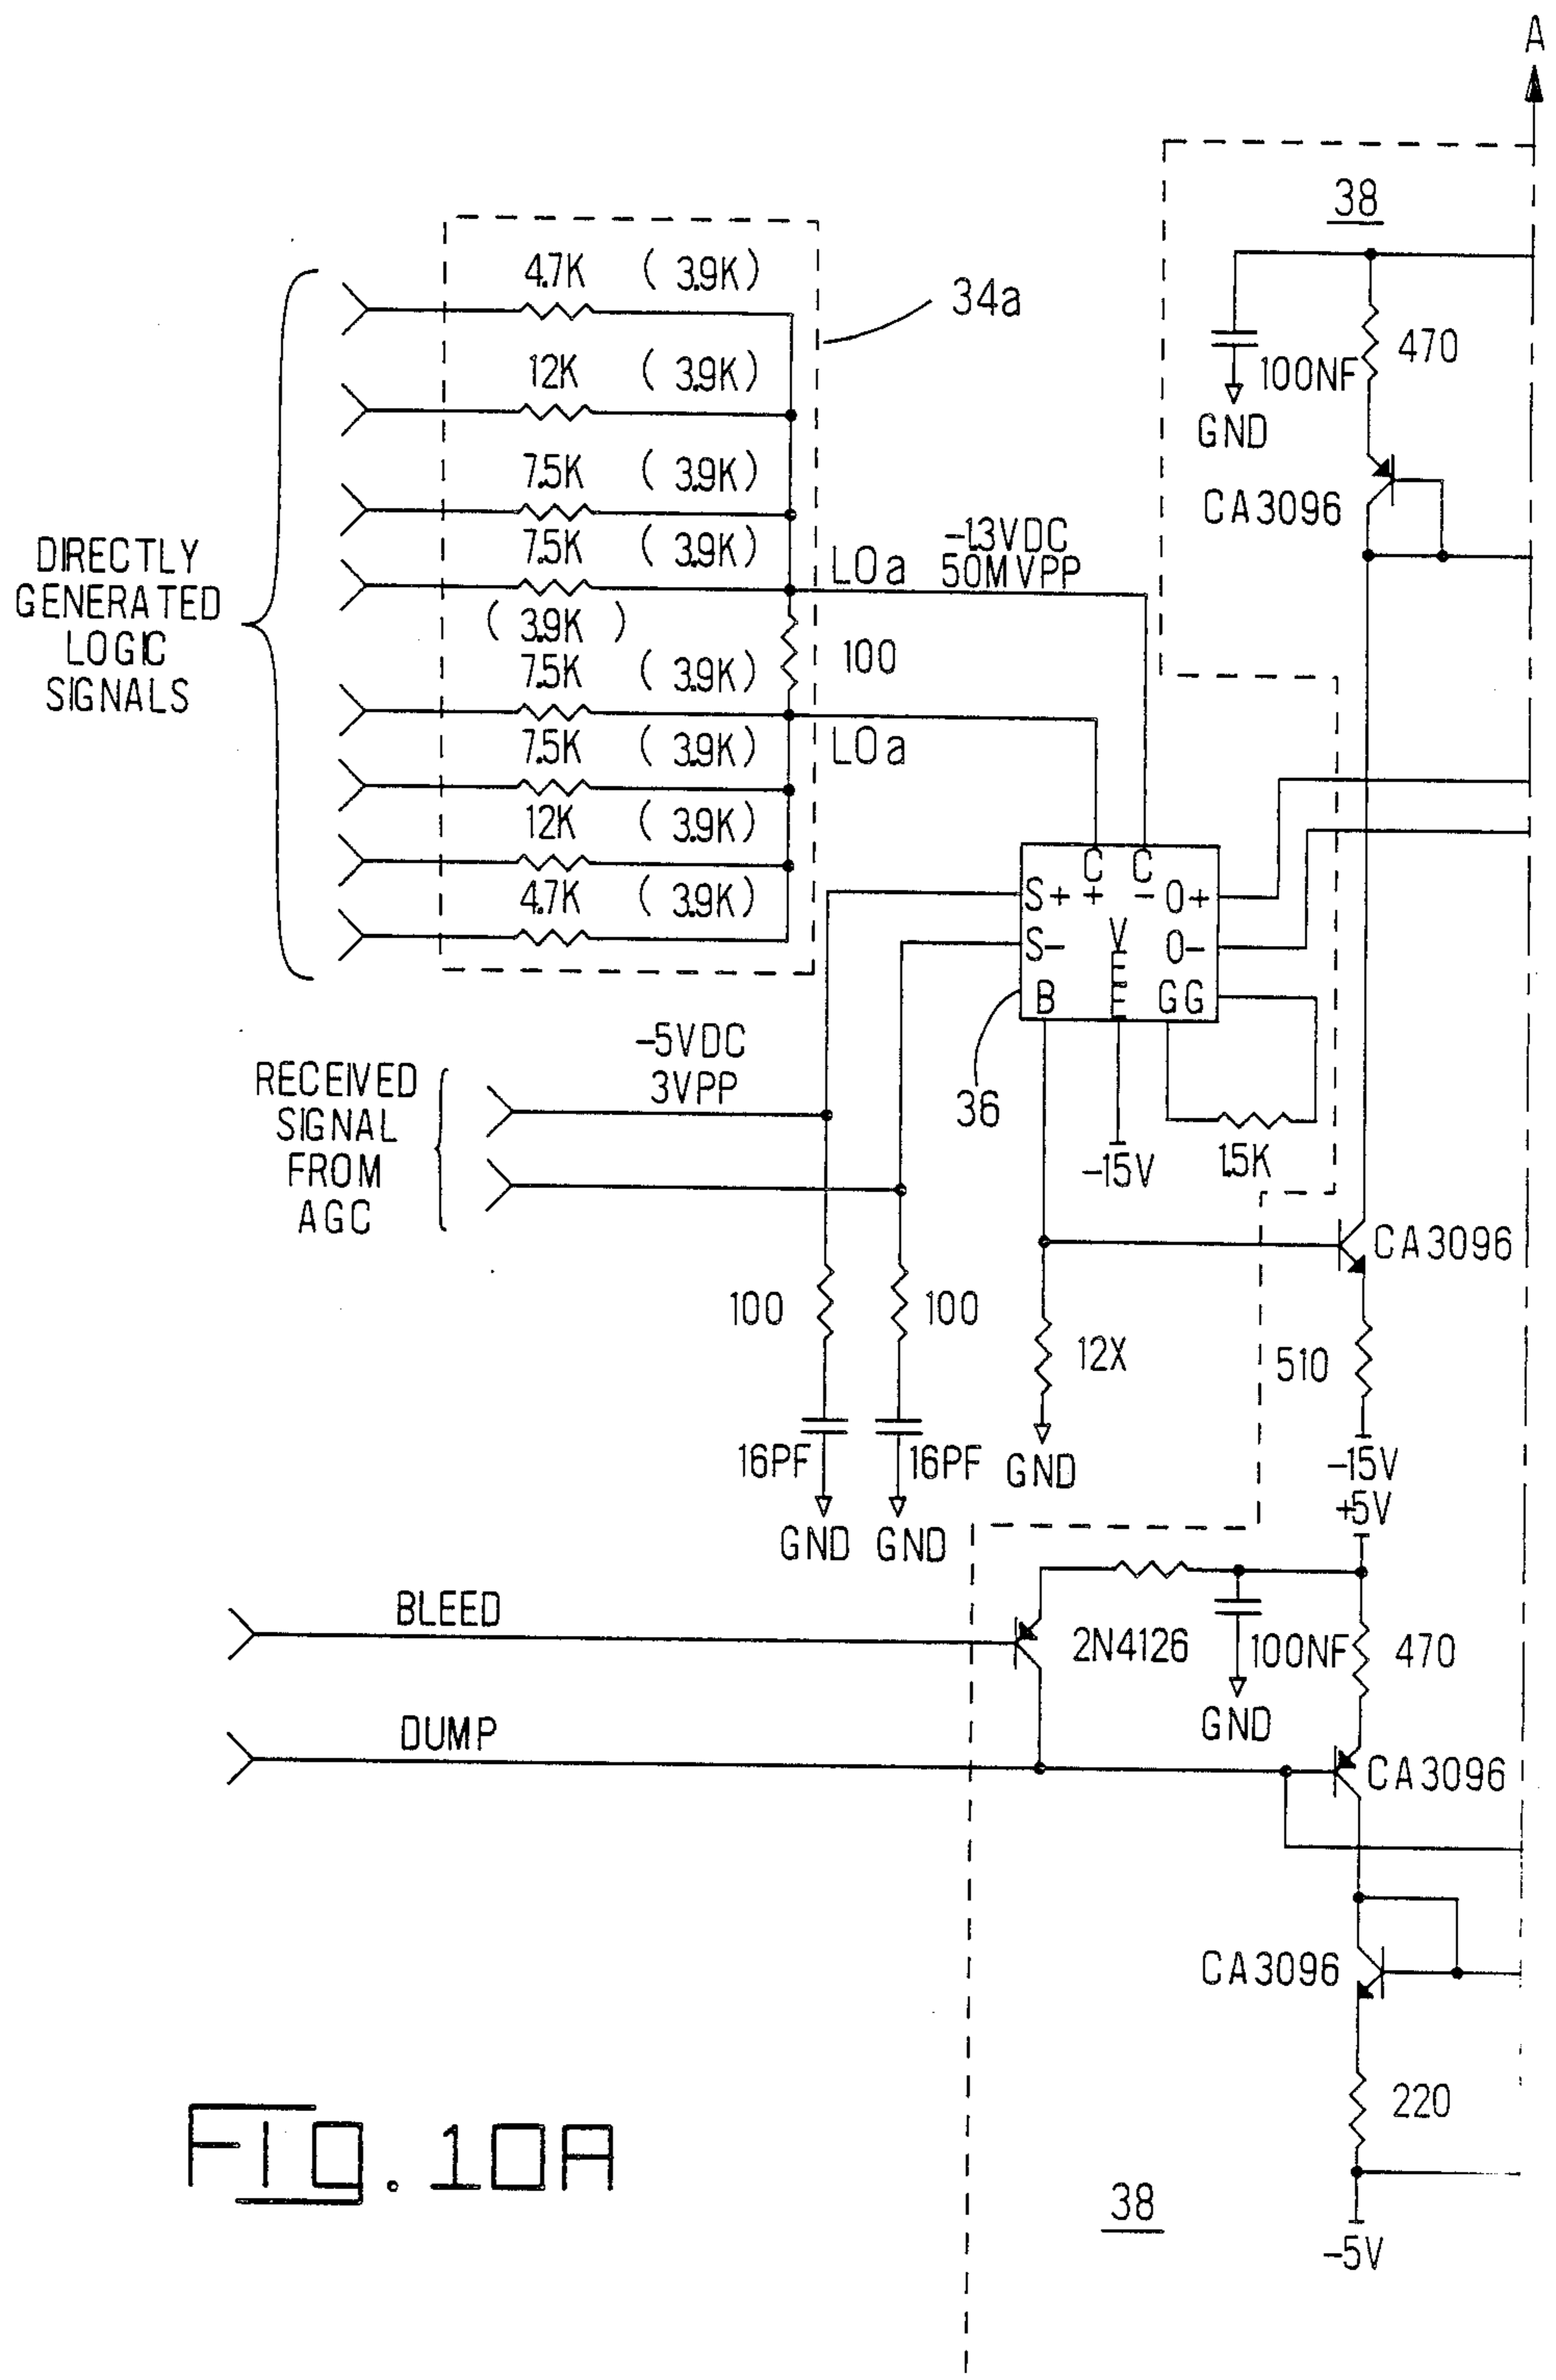 A
38
4.7K ( 3.9K)
34a
12K ( 3.9K)
470
100NF
GND
7.5K ( 3.9K)
CA3096
DIRECTLY
GENERATED
LOGIC
SIGNALS
7.5K ( 3.9K)
LOa
-1.3VDC
50MVPP
( 3.9K )
7.5K ( 3.9K)
100
7.5K ( 3.9K)
LOa
12K ( 3.9K)
4.7K ( 3.9K)
C C
S+ + - O+
S- O-
VEE
B GG
36
-5VDC
3VPP
RECEIVED
SIGNAL
FROM
AGC
-15V
1.5K
CA3096
100
100
12X
510
16PF
16PF
GND
-15V
+5V
GND GND
BLEED
2N4126
100NF
470
GND
DUMP
CA3096
CA3096
220
FIg. 10A
38
-5V